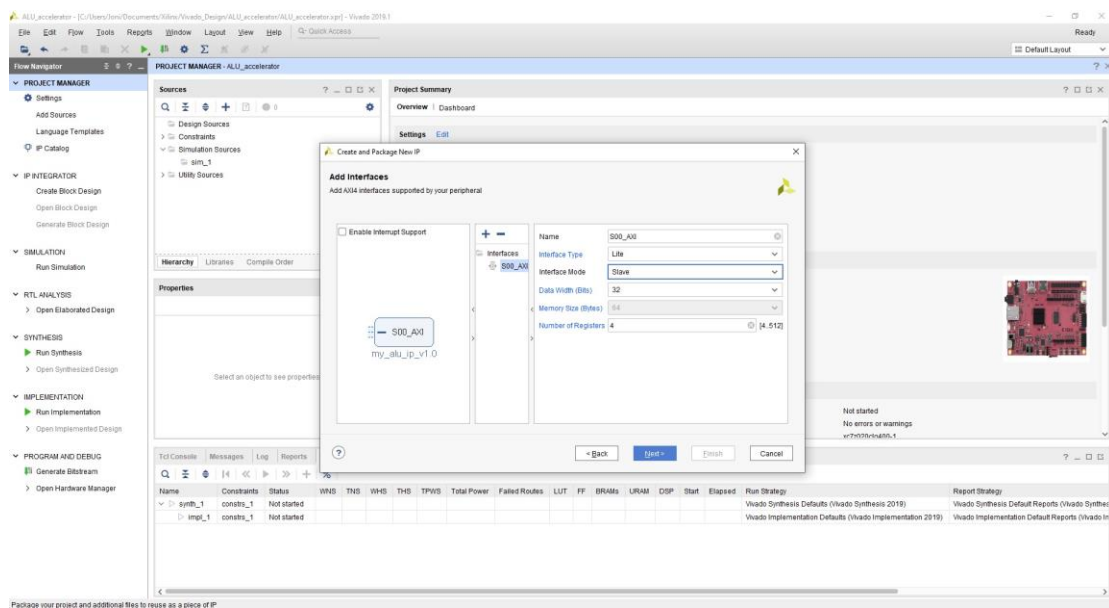 ALU_accelerator - [C:/Users/Joni/Documents/Xilinx/Vivado_Design/ALU_accelerator/ALU_accelerator.xpr] - Vivado 2019.1
File Edit Flow Tools Reports Window Layout View Help Quick Access
Ready
Default Layout
Flow Navigator
PROJECT MANAGER
Settings
Add Sources
Language Templates
IP Catalog
IP INTEGRATOR
Create Block Design
Open Block Design
Generate Block Design
SIMULATION
Run Simulation
RTL ANALYSIS
Open Elaborated Design
SYNTHESIS
Run Synthesis
Open Synthesized Design
IMPLEMENTATION
Run Implementation
Open Implemented Design
PROGRAM AND DEBUG
Generate Bitstream
Open Hardware Manager
PROJECT MANAGER - ALU_accelerator
Sources
0
Design Sources
Constraints
Simulation Sources
sim_1
Utility Sources
Hierarchy Libraries Compile Order
Properties
Select an object to see properties
Project Summary
Overview | Dashboard
Settings Edit
Create and Package New IP
Add Interfaces
Add AXI4 interfaces supported by your peripheral
Enable Interrupt Support
S00_AXI
my_alu_ip_v1.0
Interfaces
S00_AXI
Name S00_AXI
Interface Type Lite
Interface Mode Slave
Data Width (Bits) 32
Memory Size (Bytes) 64
Number of Registers 4 [4..512]
< Back Next > Finish Cancel
Not started
No errors or warnings
xc7z020clg400-1
Tcl Console Messages Log Reports
Name Constraints Status WNS TNS WHS THS TPWS Total Power Failed Routes LUT FF BRAMs URAM DSP Start Elapsed Run Strategy Report Strategy
synth_1 constrs_1 Not started Vivado Synthesis Defaults (Vivado Synthesis 2019) Vivado Synthesis Default Reports (Vivado Synthes
impl_1 constrs_1 Not started Vivado Implementation Defaults (Vivado Implementation 2019) Vivado Implementation Default Reports (Vivado Im
Package your project and additional files to reuse as a piece of IP